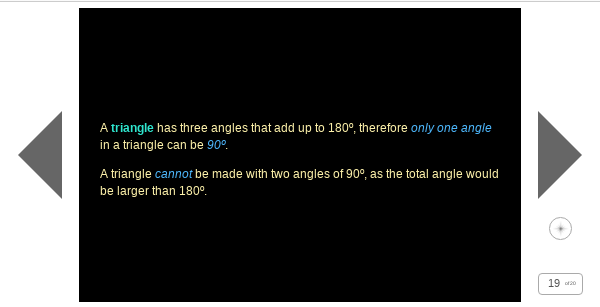 A triangle has three angles that add up to 180º, therefore only one angle
in a triangle can be 90º.
A triangle cannot be made with two angles of 90º, as the total angle would
be larger than 180º.
19 of 20